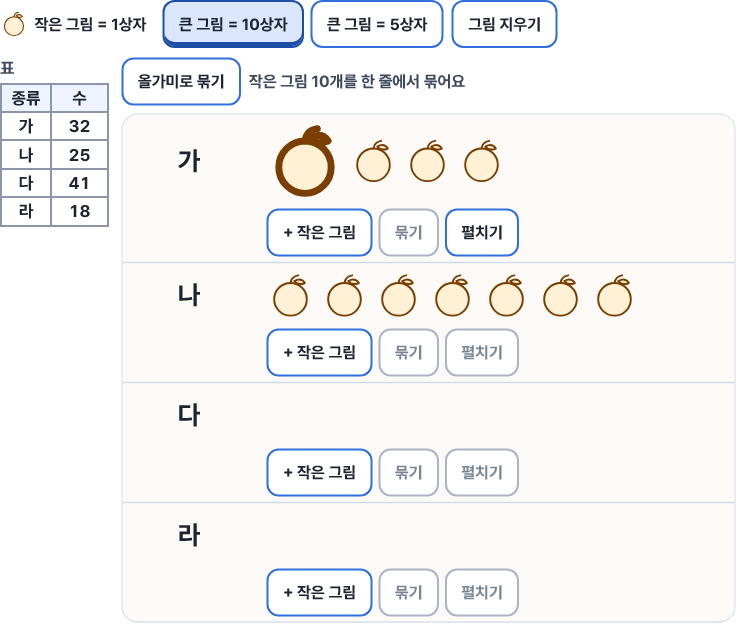 작은 그림 = 1상자 큰 그림 = 10상자 큰 그림 = 5상자 그림 지우기
표
종류 수
가 32
나 25
다 41
라 18
올가미로 묶기 작은 그림 10개를 한 줄에서 묶어요
가
+ 작은 그림 묶기 펼치기
나
+ 작은 그림 묶기 펼치기
다
+ 작은 그림 묶기 펼치기
라
+ 작은 그림 묶기 펼치기